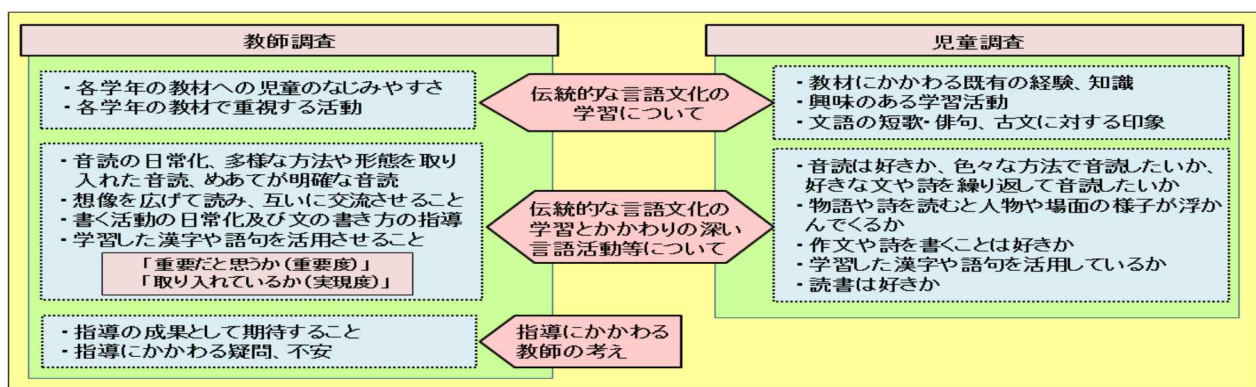 教師調査
・各学年の教材への児童のなじみやすさ
・各学年の教材で重視する活動
・音読の日常化、多様な方法や形態を取り
入れた音読、めあてが明確な音読
・想像を広げて読み、互いに交流させること
・書く活動の日常化及び文の書き方の指導
・学習した漢字や語句を活用させること
「重要だと思うか(重要度)」
「取り入れているか(実現度)」
・指導の成果として期待すること
・指導にかかわる疑問、不安
伝統的な言語文化の
学習について
伝統的な言語文化の
学習とかかわりの深い
言語活動等について
指導にかかわる
教師の考え
児童調査
・教材にかかわる既有の経験、知識
・興味のある学習活動
・文語の短歌・俳句、古文に対する印象
・音読は好きか、色々な方法で音読したいか、
好きな文や詩を繰り返して音読したいか
・物語や詩を読むと人物や場面の様子が浮か
んでくるか
・作文や詩を書くことは好きか
・学習した漢字や語句を活用しているか
・読書は好きか